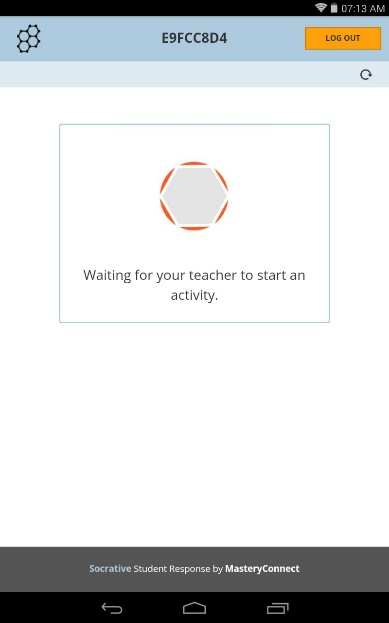 07:13 AM
E9FCC8D4
LOG OUT
Waiting for your teacher to start an
activity.
Socrative Student Response by MasteryConnect